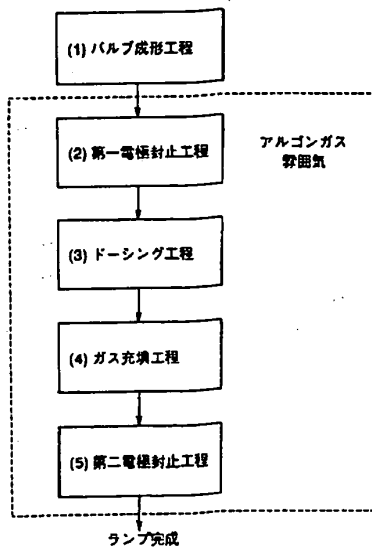 (1) バルブ成形工程
(2) 第一電極封止工程
アルゴンガス
雰囲気
(3) ドーシング工程
(4) ガス充填工程
(5) 第二電極封止工程
ランプ完成